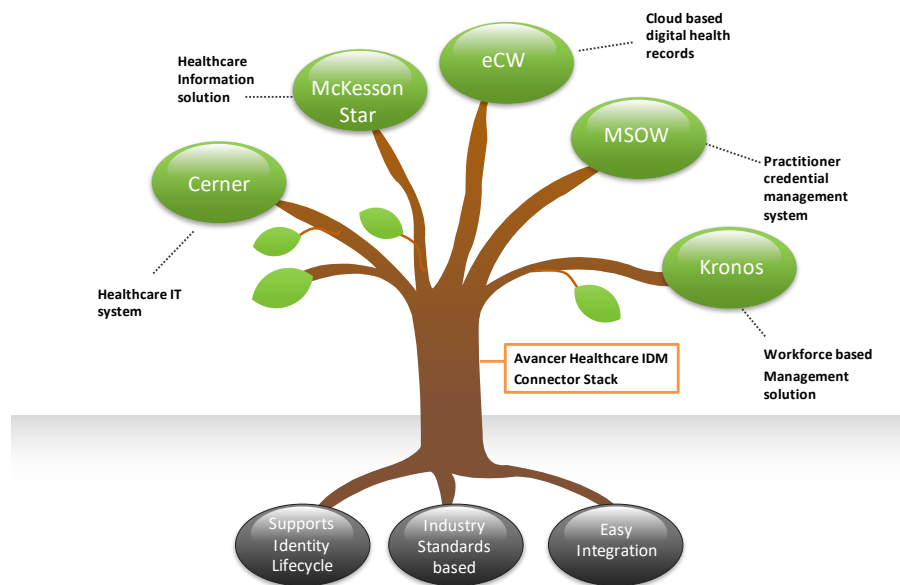 Cloud based
digital health
records
eCW
Healthcare
Information
solution
McKesson
Star
MSOW
Practitioner
credential
management
system
Cerner
Healthcare IT
system
Kronos
Workforce based
Management
solution
Avancer Healthcare IDM
Connector Stack
Supports
Identity
Lifecycle
Industry
Standards
based
Easy
Integration